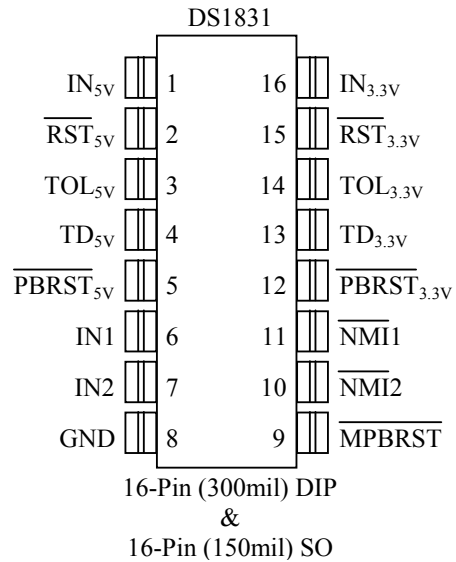 DS1831
IN5V 1 16 IN3.3V
RST5V 2 15 RST3.3V
TOL5V 3 14 TOL3.3V
TD5V 4 13 TD3.3V
PBRST5V 5 12 PBRST3.3V
IN1 6 11 NMI1
IN2 7 10 NMI2
GND 8 9 MPBRST
16-Pin (300mil) DIP
&
16-Pin (150mil) SO